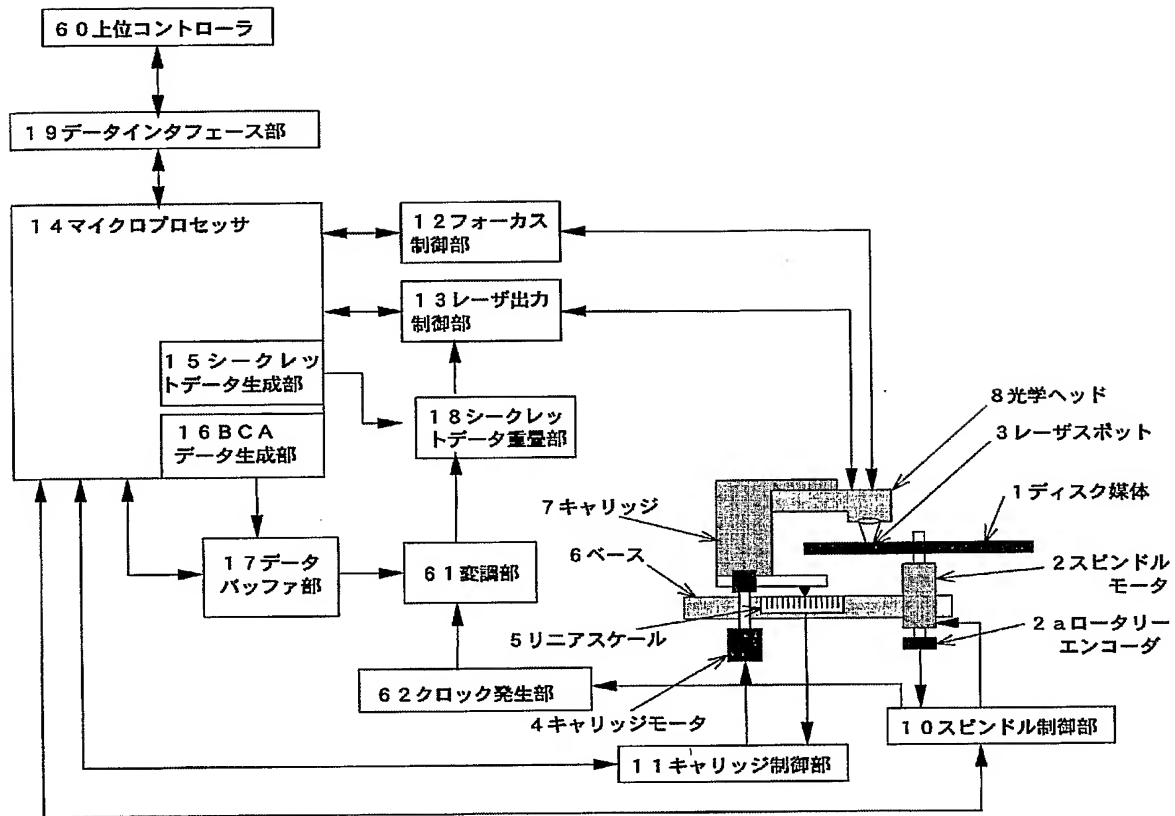 ６０上位コントローラ
１９データインタフェース部
１４マイクロプロセッサ
１２フォーカス
制御部
１３レーザ出力
制御部
１５シークレッ
トデータ生成部
１６ＢＣＡ
データ生成部
１８シークレッ
トデータ重畳部
８光学ヘッド
３レーザスポット
１ディスク媒体
７キャリッジ
６ベース
２スピンドル
モータ
１７データ
バッファ部
６１変調部
５リニアスケール
２ａロータリー
エンコーダ
６２クロック発生部
４キャリッジモータ
１０スピンドル制御部
１１キャリッジ制御部